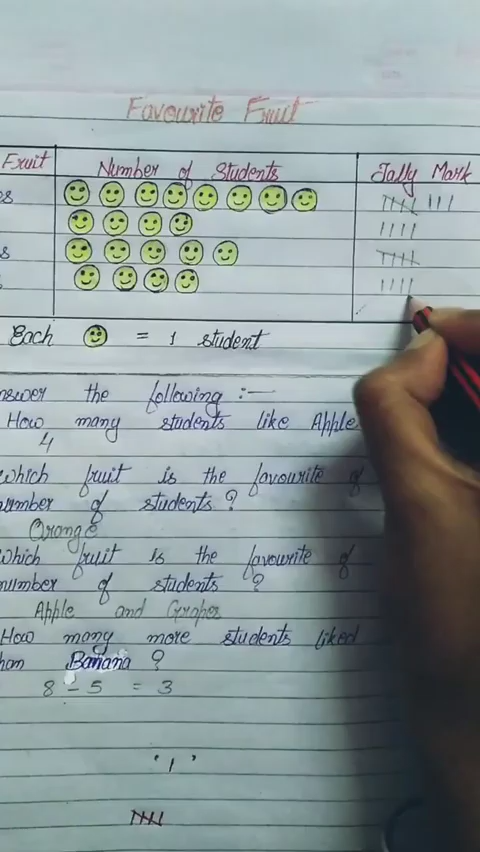 Favourite Fruit
Fruit Number of Students Tally Mark
Each = 1 student
the following :—
How many students like Apple
4
which fruit is the favourite of
number of students ?
Orange
which fruit is the favourite of
number of students ?
Apple and Grapes
How many more students liked
Banana ?
8 - 5 = 3
' , '